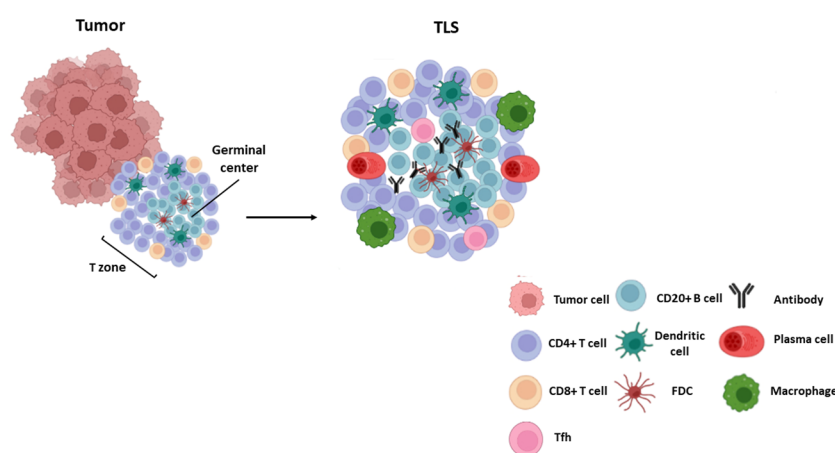 Tumor
TLS
Germinal
center
T zone
Tumor cell
CD20+ B cell
Antibody
CD4+ T cell
Dendritic
cell
Plasma cell
CD8+ T cell
FDC
Macrophage
Tfh